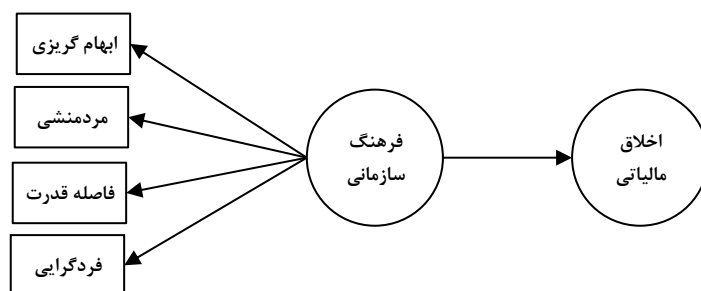 ابهام گریزی
مردمنشی
فاصله قدرت
فردگرایی
فرهنگ
سازمانی
اخلاق
مالیاتی